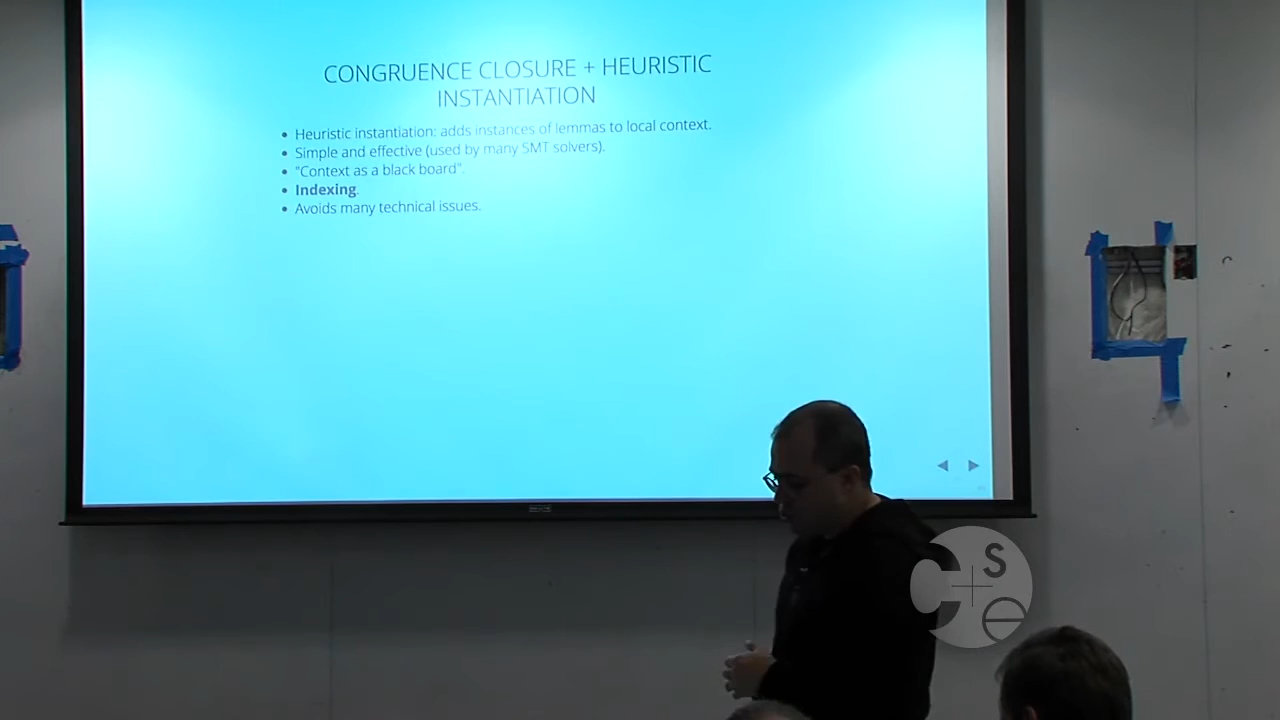 CONGRUENCE CLOSURE + HEURISTIC
INSTANTIATION
• Heuristic instantiation: adds instances of lemmas to local context.
• Simple and effective (used by many SMT solvers).
• "Context as a black board".
• Indexing.
• Avoids many technical issues.
C + s e